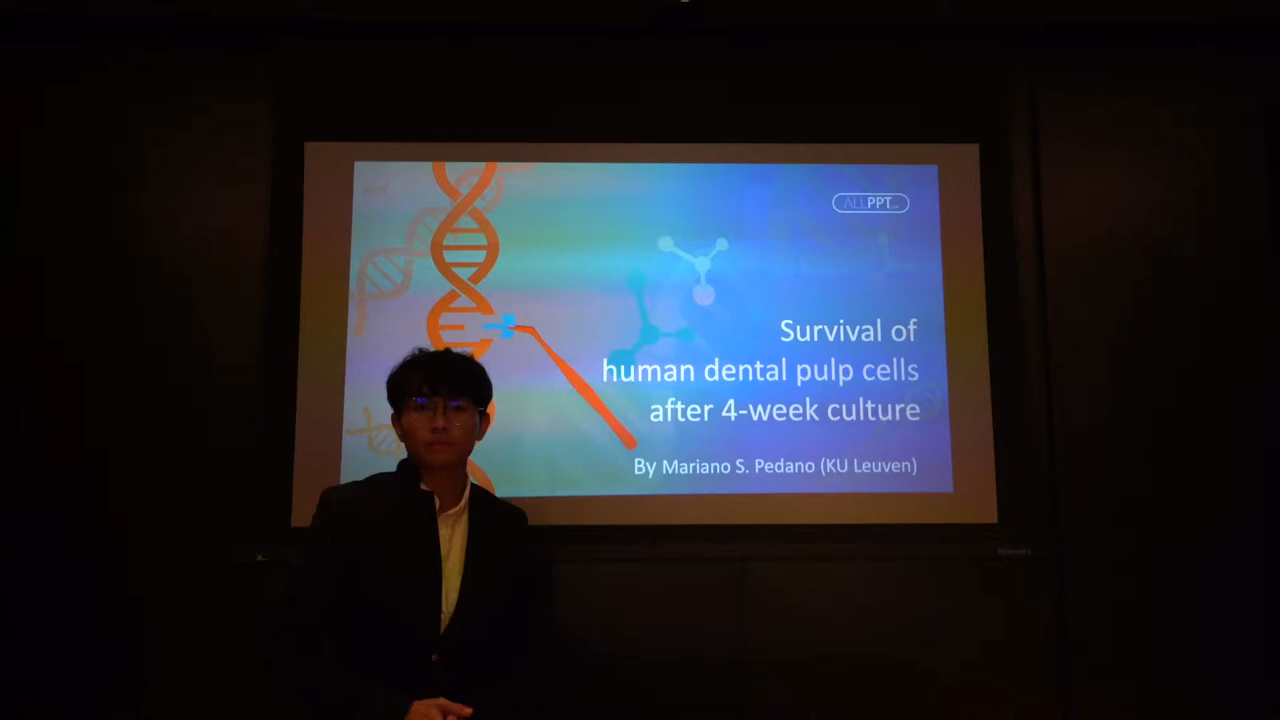 ALLPPT
Survival of
human dental pulp cells
after 4-week culture
By Mariano S. Pedano (KU Leuven)